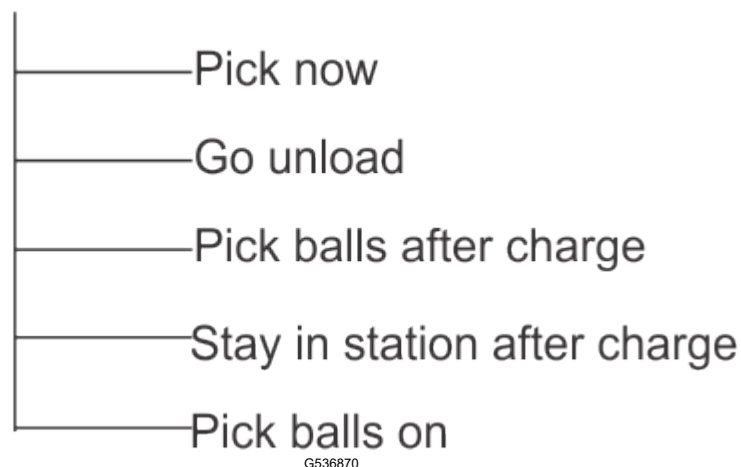 Pick now
Go unload
Pick balls after charge
Stay in station after charge
Pick balls on
G536870